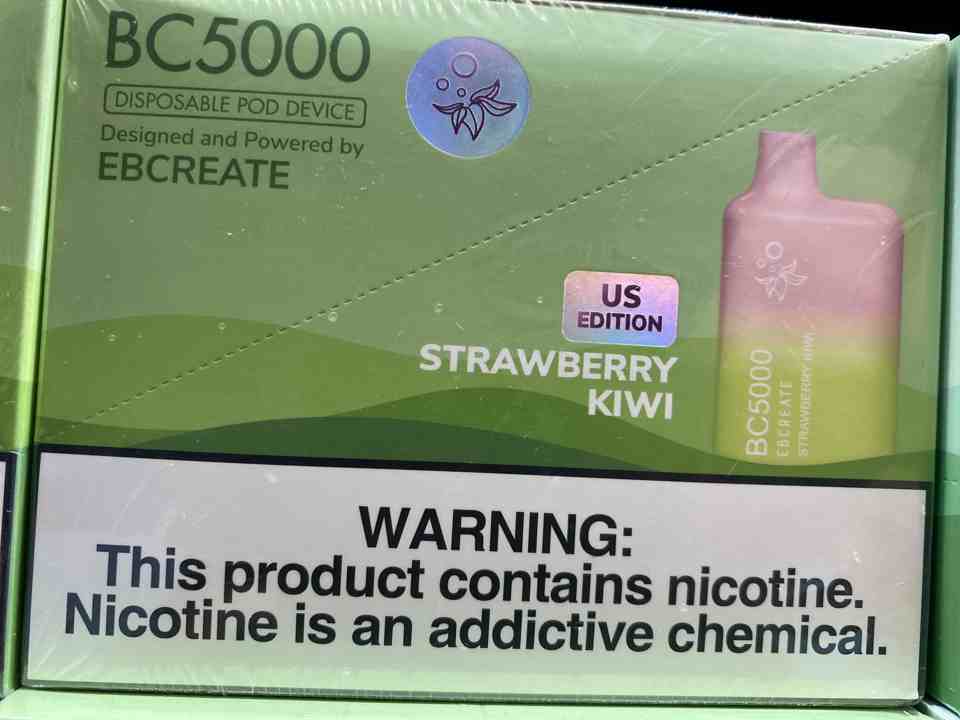 BC5000
DISPOSABLE POD DEVICE
Designed and Powered by
EBCREATE
US
EDITION
STRAWBERRY
KIWI
BC5000
EBCREATE
STRAWBERRY KIWI
WARNING:
This product contains nicotine.
Nicotine is an addictive chemical.